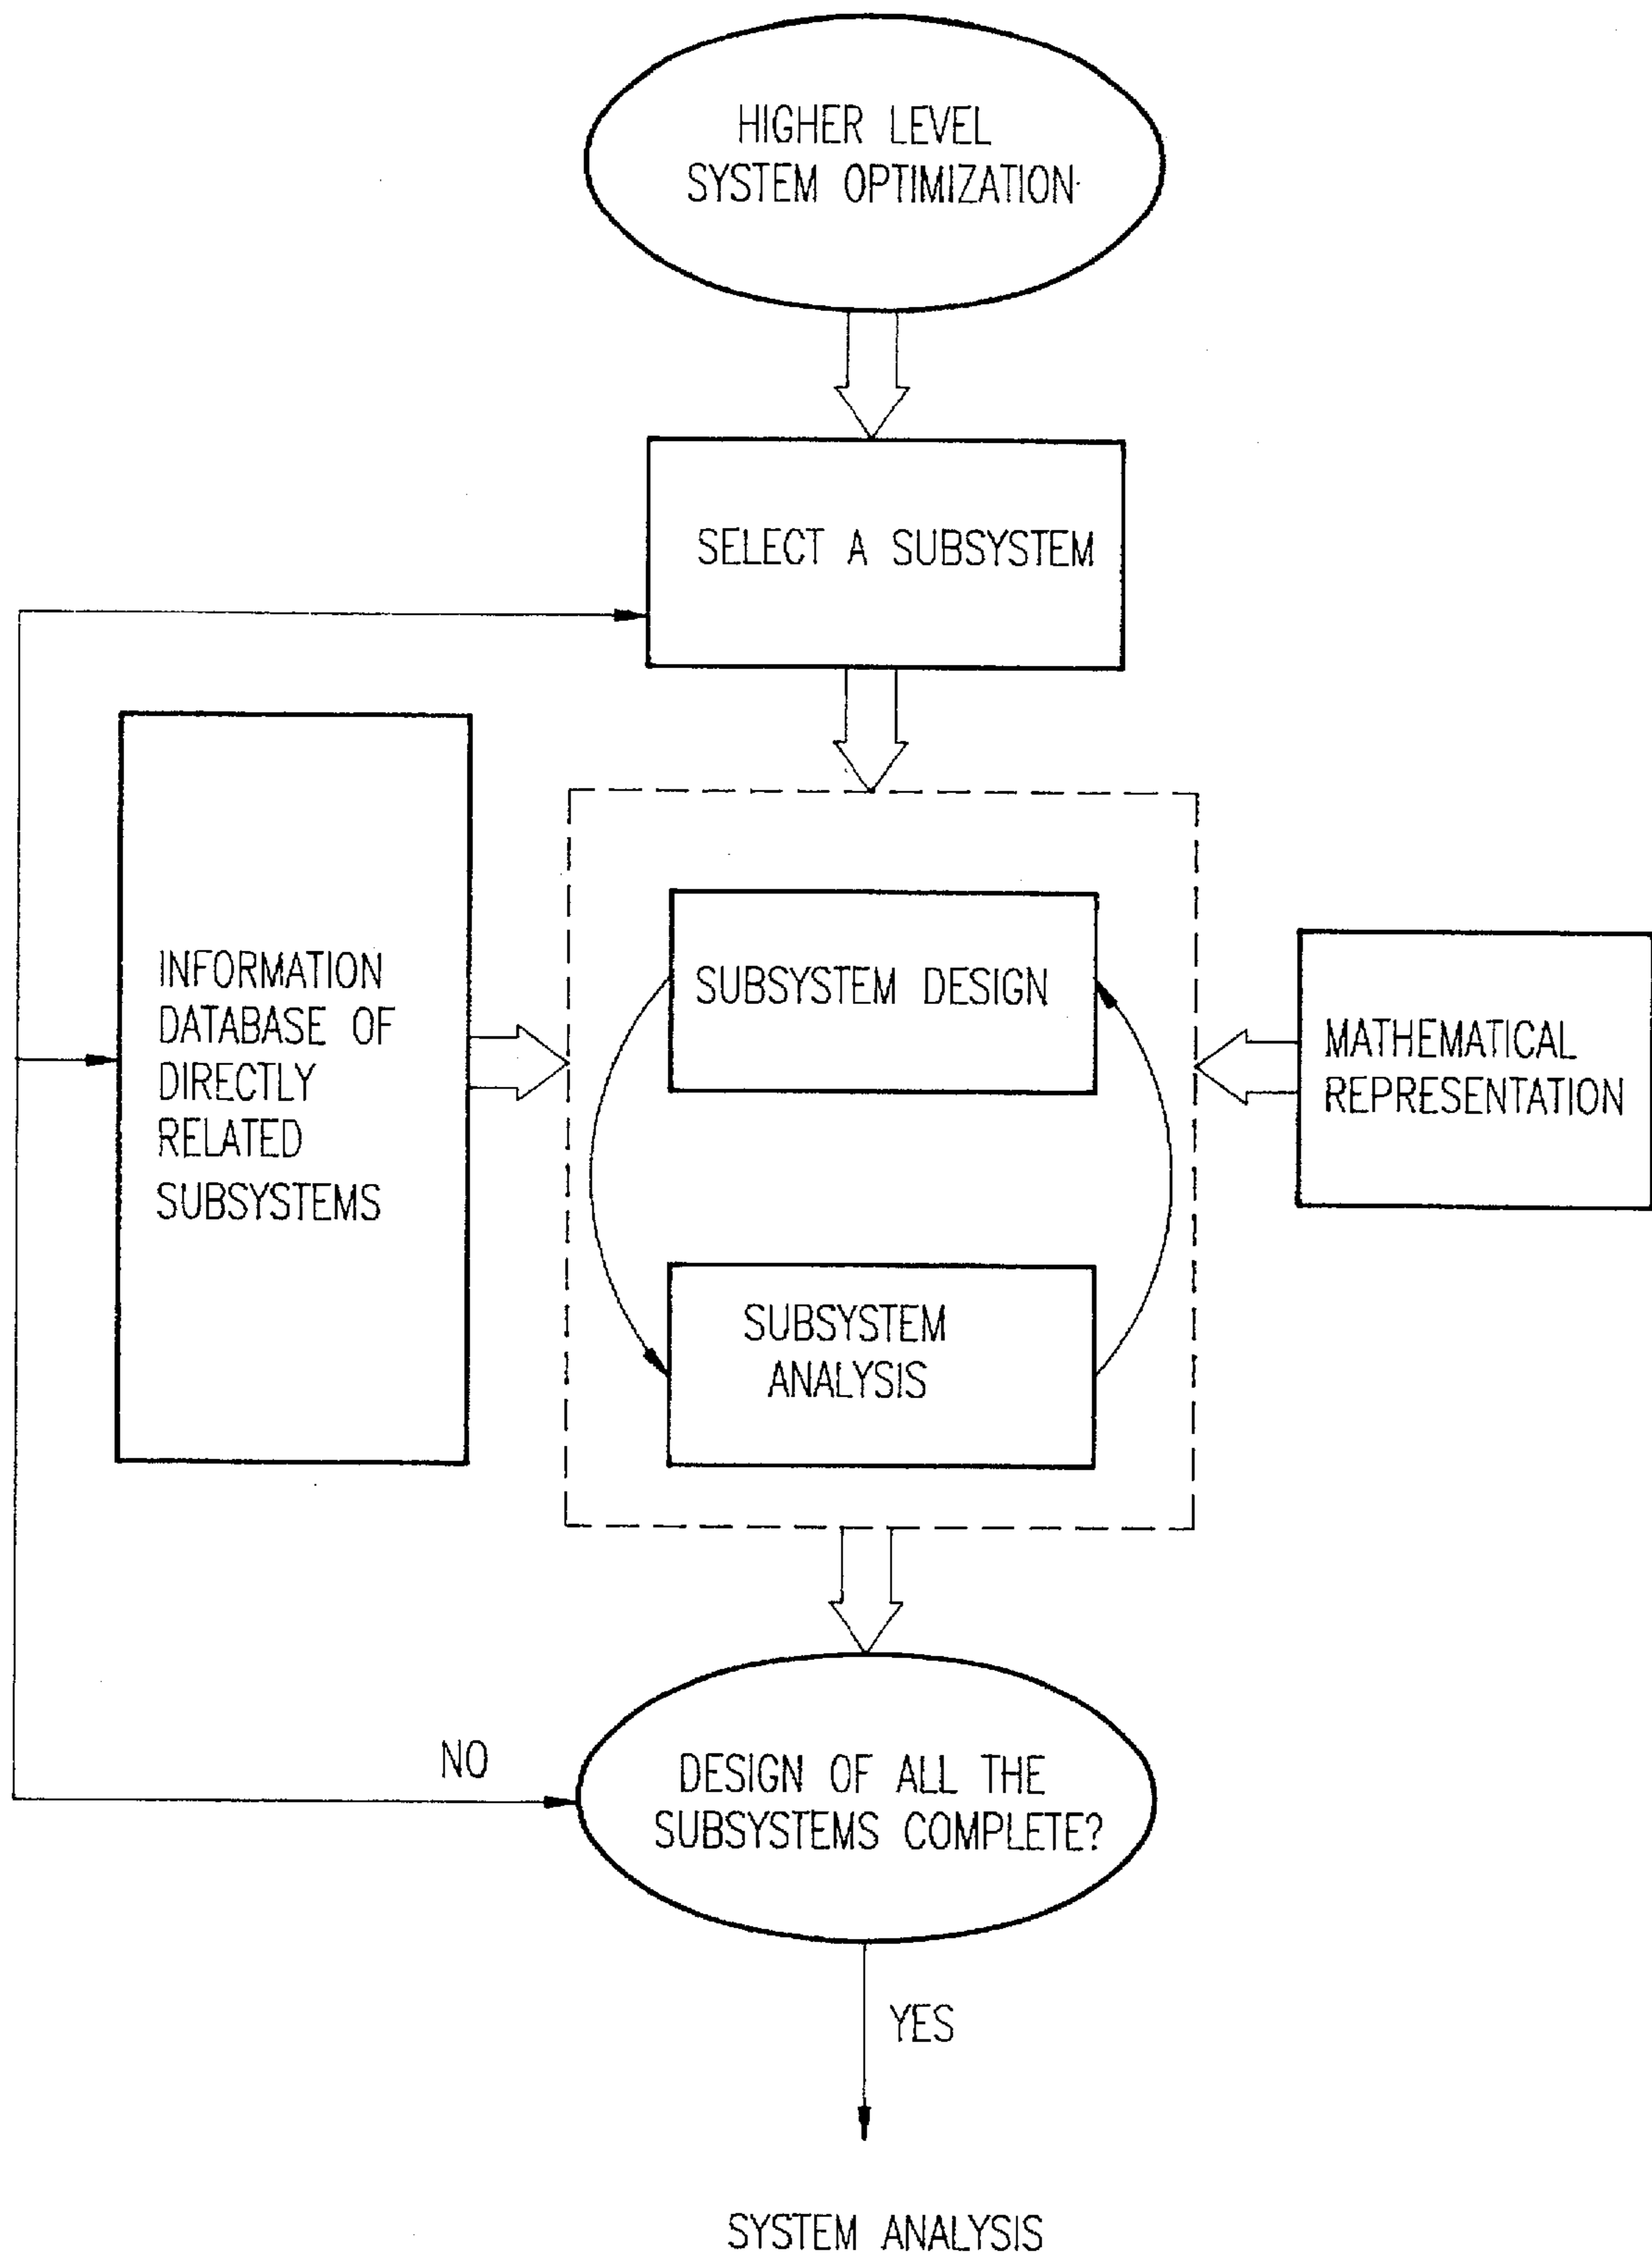 HIGHER LEVEL
SYSTEM OPTIMIZATION
SELECT A SUBSYSTEM
INFORMATION
DATABASE OF
DIRECTLY
RELATED
SUBSYSTEMS
SUBSYSTEM DESIGN
MATHEMATICAL
REPRESENTATION
SUBSYSTEM
ANALYSIS
NO
DESIGN OF ALL THE
SUBSYSTEMS COMPLETE?
YES
SYSTEM ANALYSIS